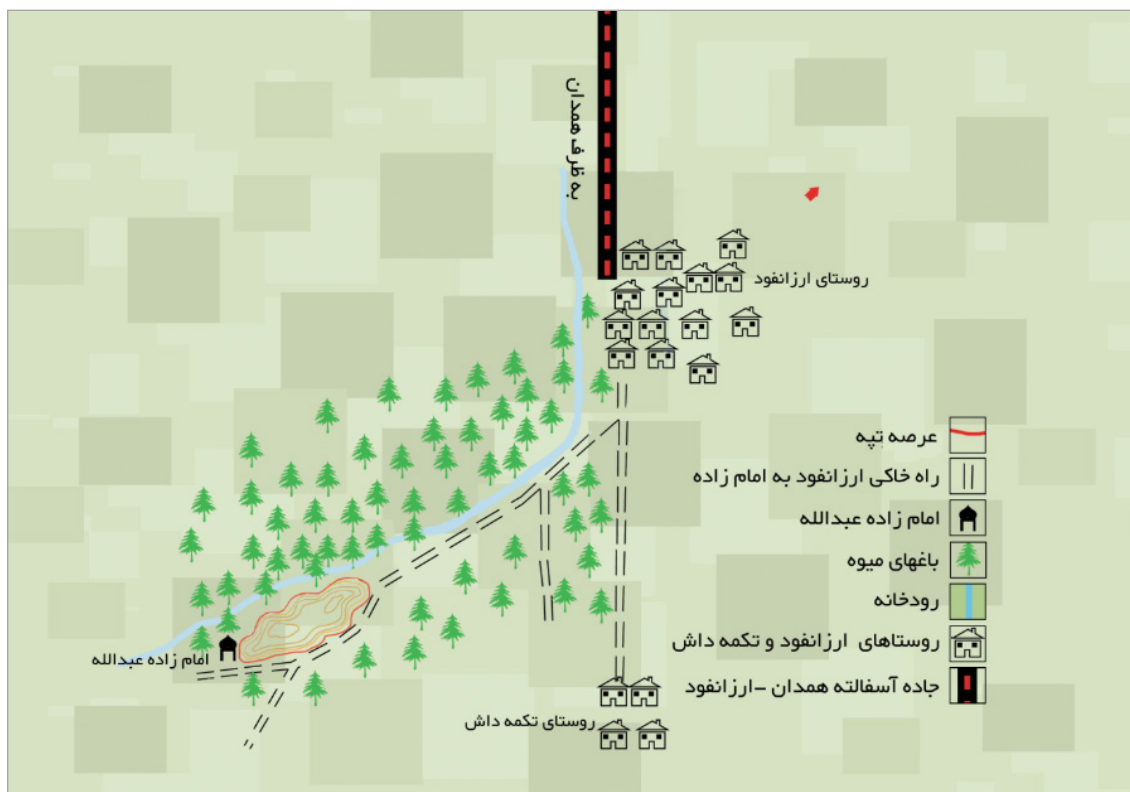 به طرف همدان
روستای ارزانفود
عرصه تپه
راه خاکی ارزانفود به امام زاده
امام زاده عبدالله
باغهای میوه
رودخانه
روستاهای ارزانفود و تکمه داش
جاده آسفالته همدان -ارزانفود
امام زاده عبدالله
روستای تکمه داش